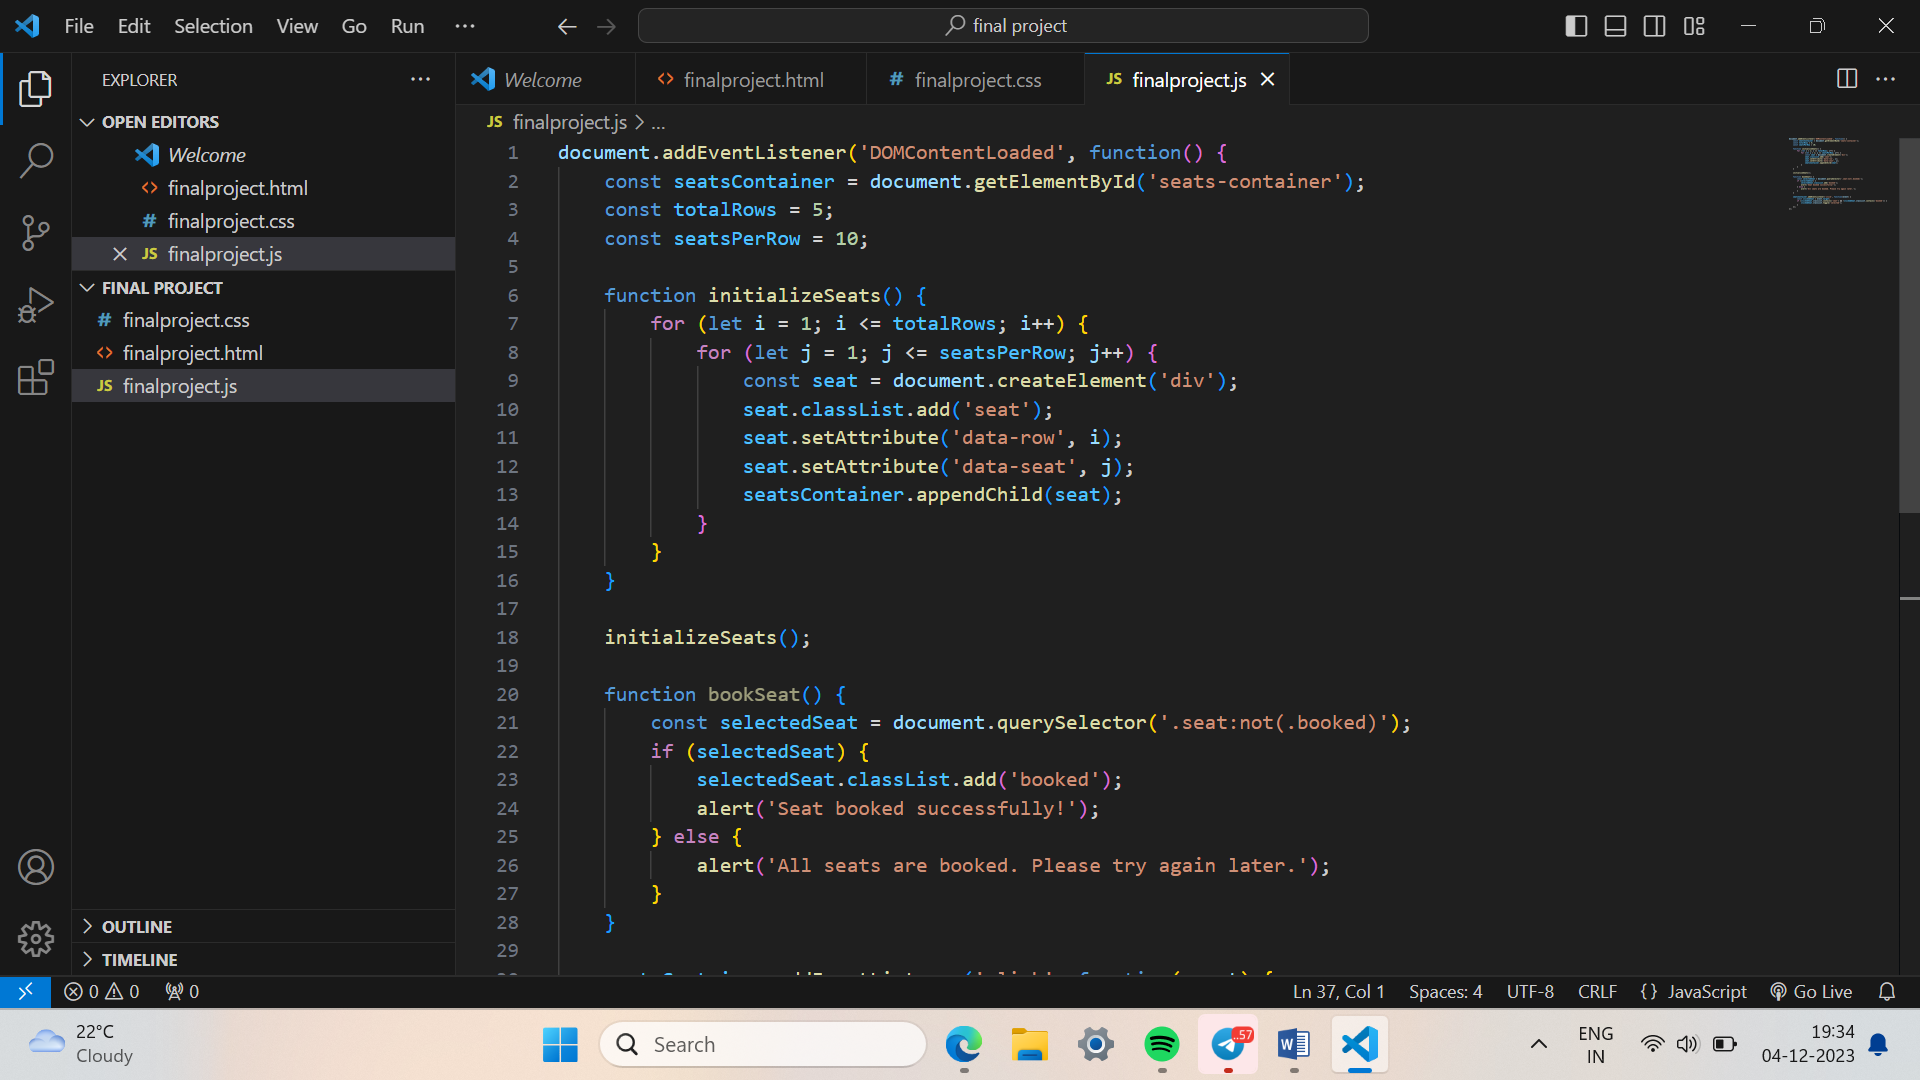 File Edit Selection View Go Run ···
final project
EXPLORER ···
Welcome finalproject.html finalproject.css finalproject.js
OPEN EDITORS
Welcome
finalproject.html
finalproject.css
finalproject.js
FINAL PROJECT
finalproject.css
finalproject.html
finalproject.js
OUTLINE
TIMELINE
JS finalproject.js > ...
1 document.addEventListener('DOMContentLoaded', function() {
2     const seatsContainer = document.getElementById('seats-container');
3     const totalRows = 5;
4     const seatsPerRow = 10;
5
6     function initializeSeats() {
7         for (let i = 1; i <= totalRows; i++) {
8             for (let j = 1; j <= seatsPerRow; j++) {
9                 const seat = document.createElement('div');
10                 seat.classList.add('seat');
11                 seat.setAttribute('data-row', i);
12                 seat.setAttribute('data-seat', j);
13                 seatsContainer.appendChild(seat);
14             }
15         }
16     }
17
18     initializeSeats();
19
20     function bookSeat() {
21         const selectedSeat = document.querySelector('.seat:not(.booked)');
22         if (selectedSeat) {
23             selectedSeat.classList.add('booked');
24             alert('Seat booked successfully!');
25         } else {
26             alert('All seats are booked. Please try again later.');
27         }
28     }
29
0 0 0
Ln 37, Col 1 Spaces: 4 UTF-8 CRLF {} JavaScript Go Live
22°C
Cloudy
Search
57
ENG
IN
19:34
04-12-2023